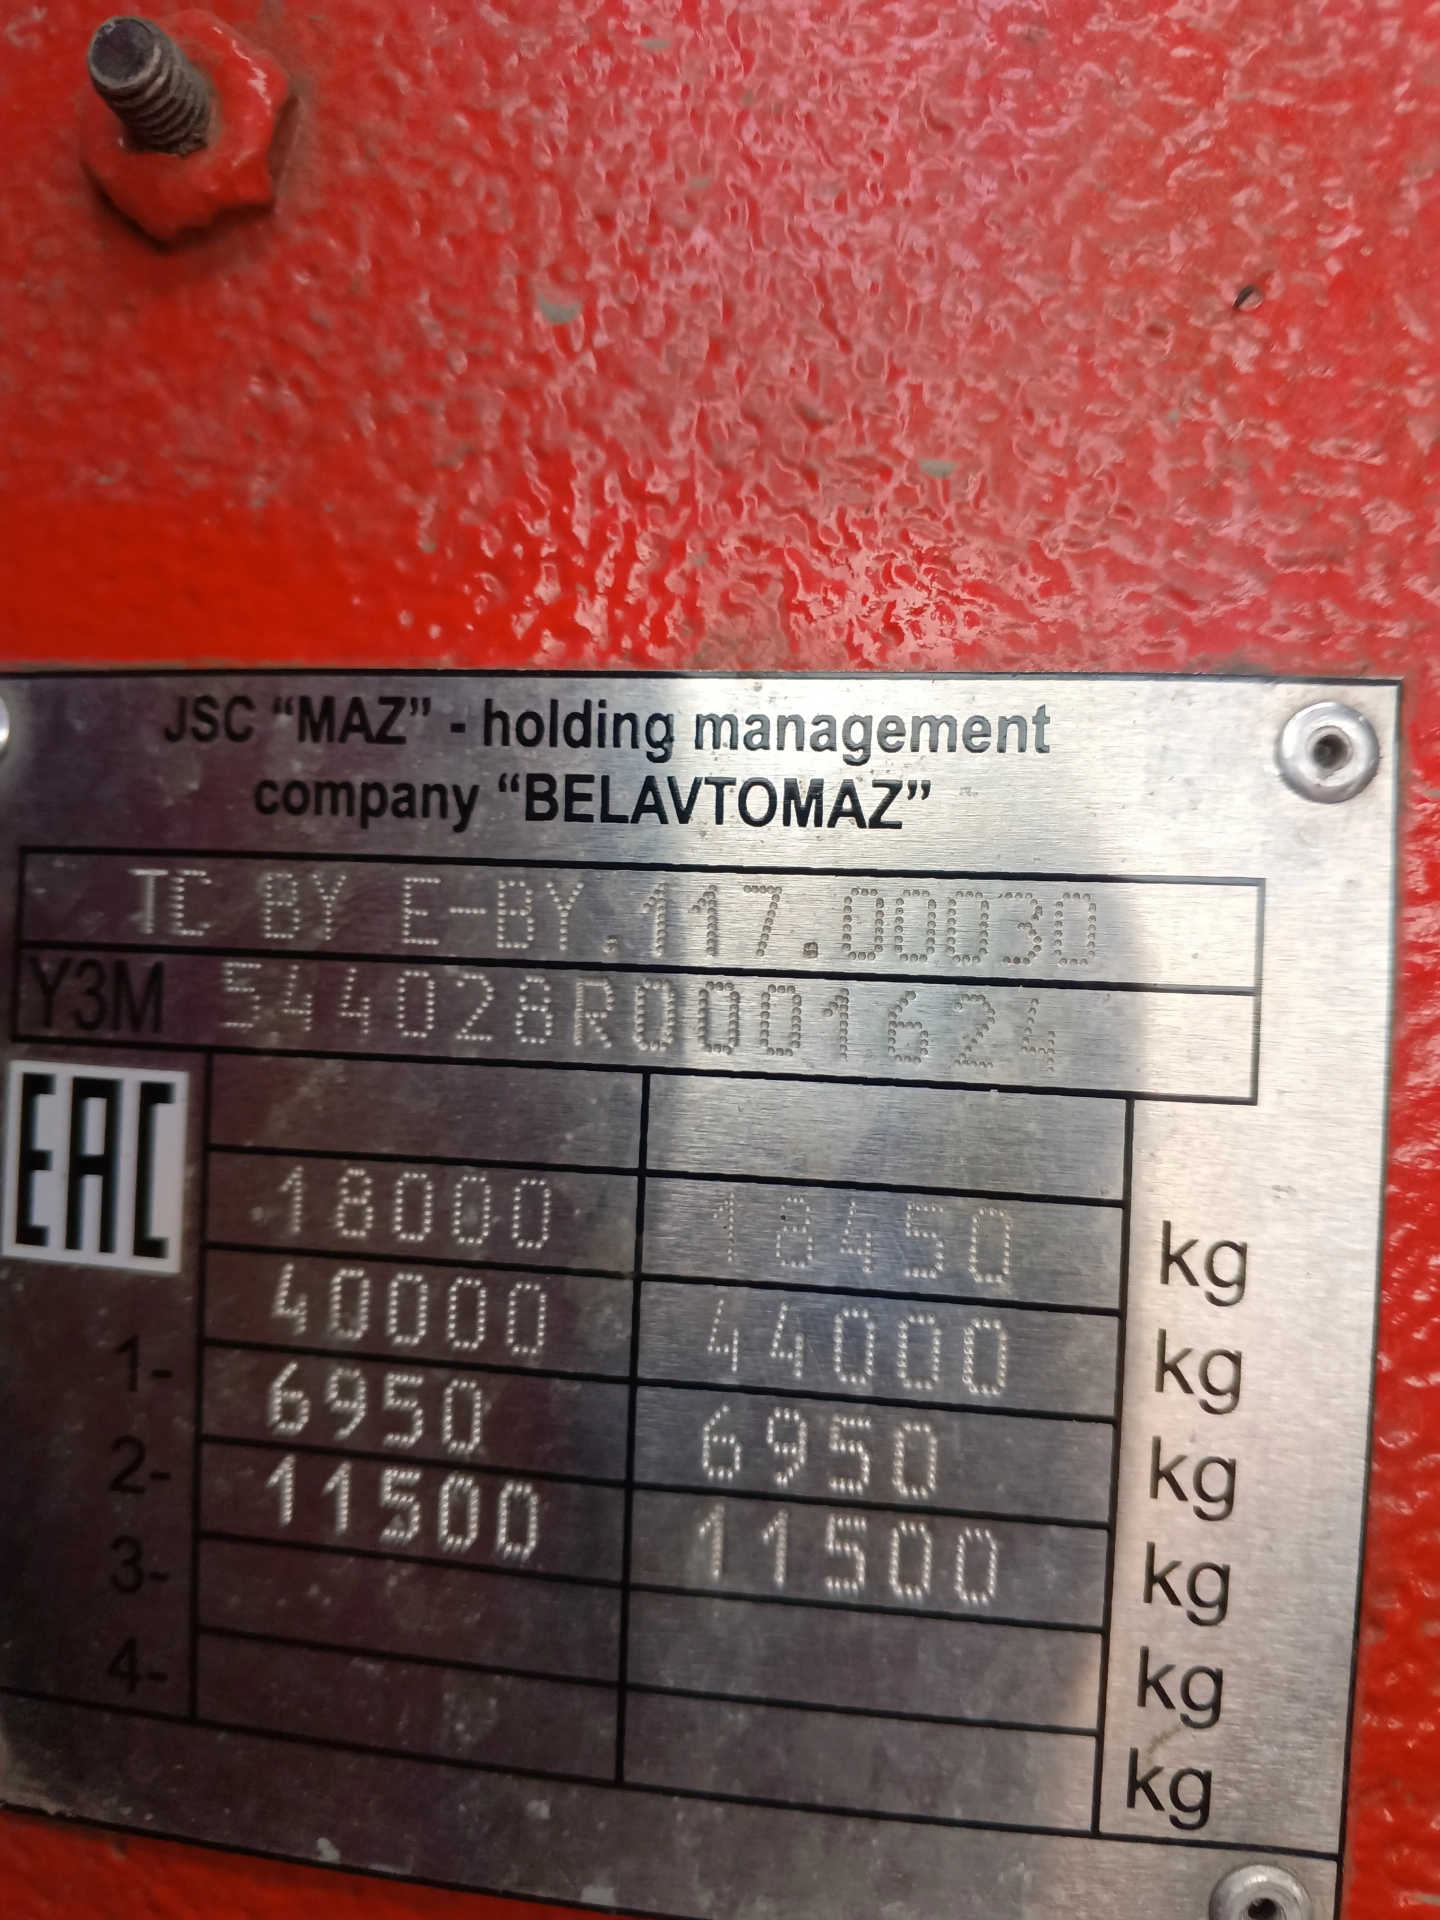 JSC “MAZ” - holding management
company “BELAVTOMAZ”
TC BY E-BY.117.00030
Y3M 544028R0001624
EAC
18000 18450 kg
40000 44000 kg
1- 6950 6950 kg
2- 11500 11500 kg
3- kg
4- kg